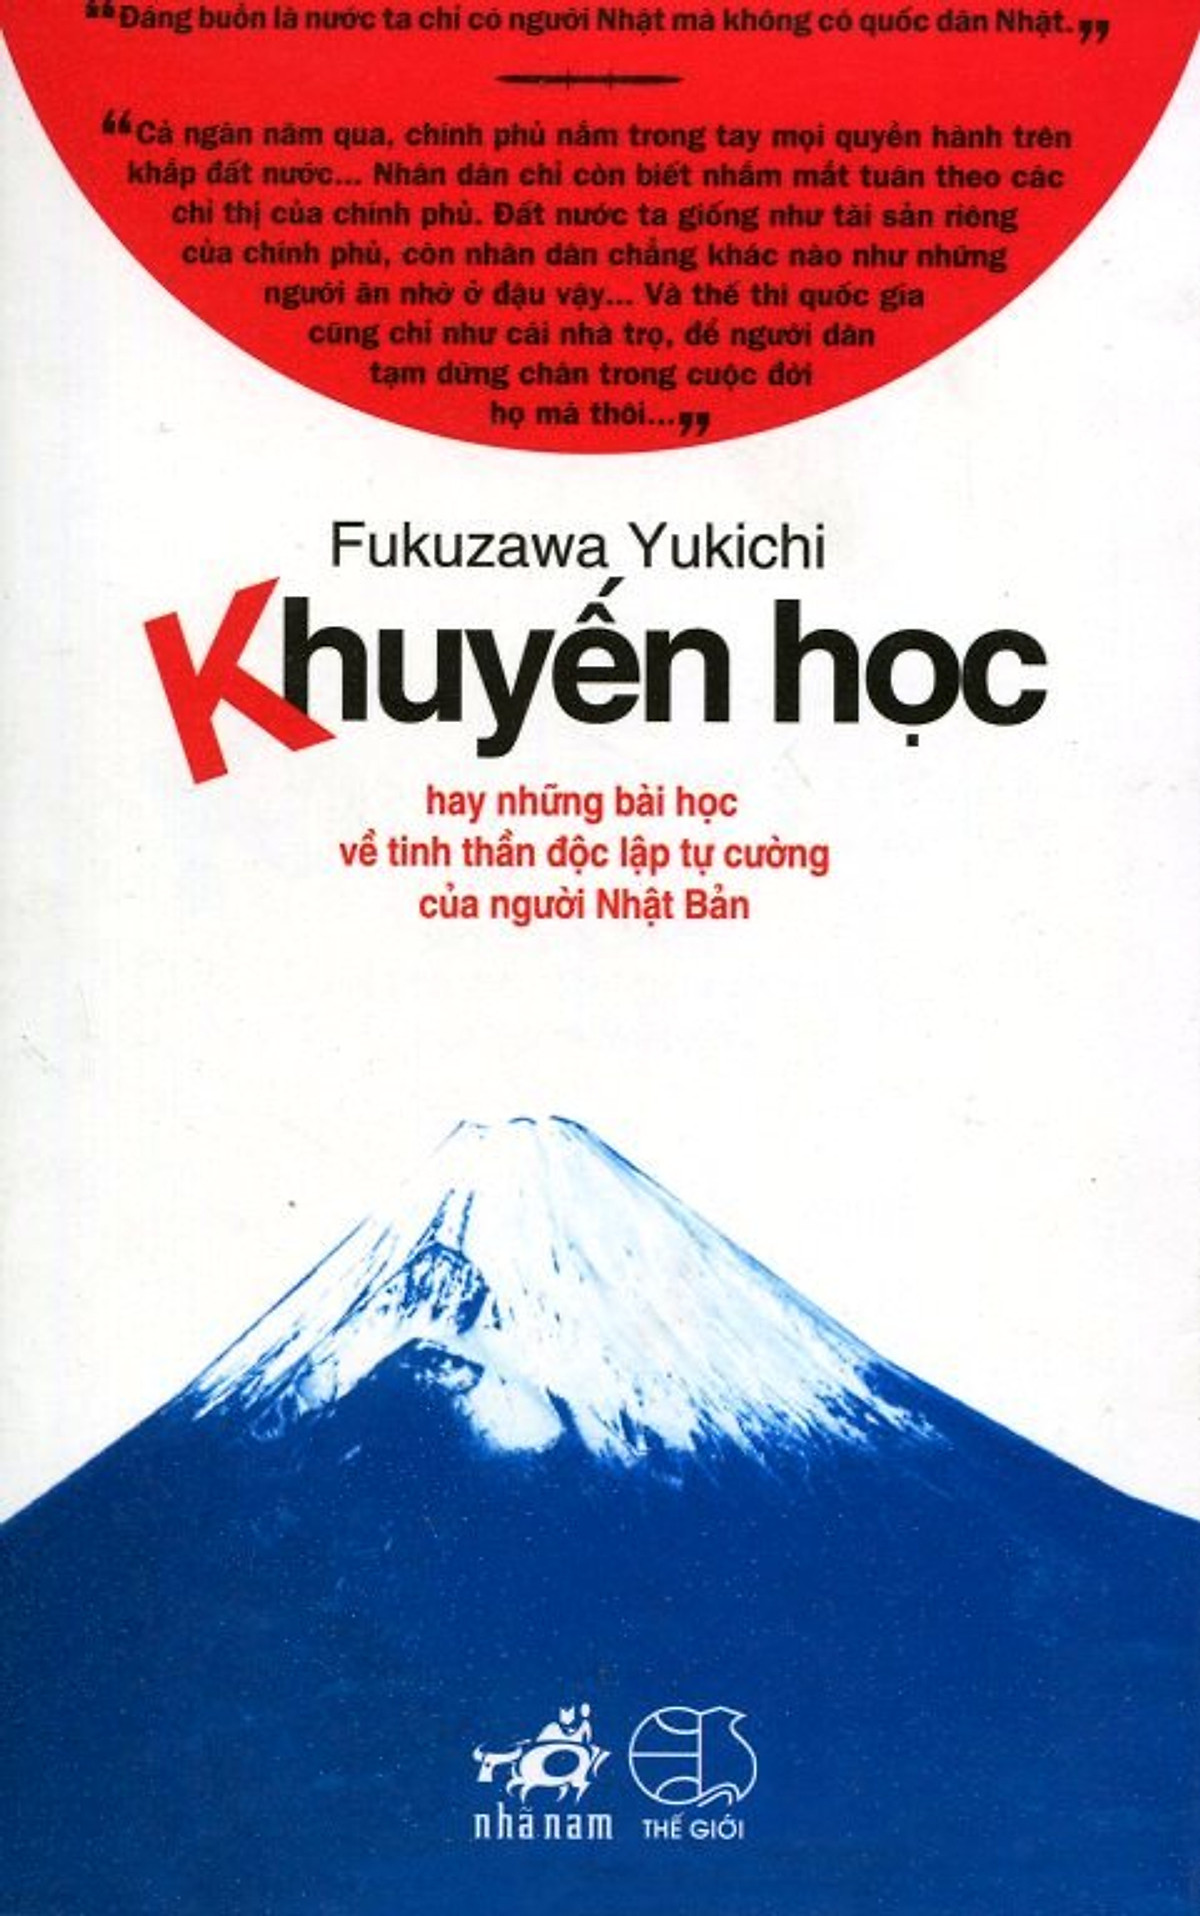 “Đáng buồn là nước ta chỉ có người Nhật mà không có quốc dân Nhật.”
“Cả ngàn năm qua, chính phủ nắm trong tay mọi quyền hành trên
khắp đất nước... Nhân dân chỉ còn biết nhắm mắt tuân theo các
chỉ thị của chính phủ. Đất nước ta giống như tài sản riêng
của chính phủ, còn nhân dân chẳng khác nào như những
người ăn nhờ ở đậu vậy... Và thế thì quốc gia
cũng chỉ như cái nhà trọ, để người dân
tạm dừng chân trong cuộc đời
họ mà thôi...”
Fukuzawa Yukichi
Khuyến học
hay những bài học
về tinh thần độc lập tự cường
của người Nhật Bản
nhã nam
THẾ GIỚI